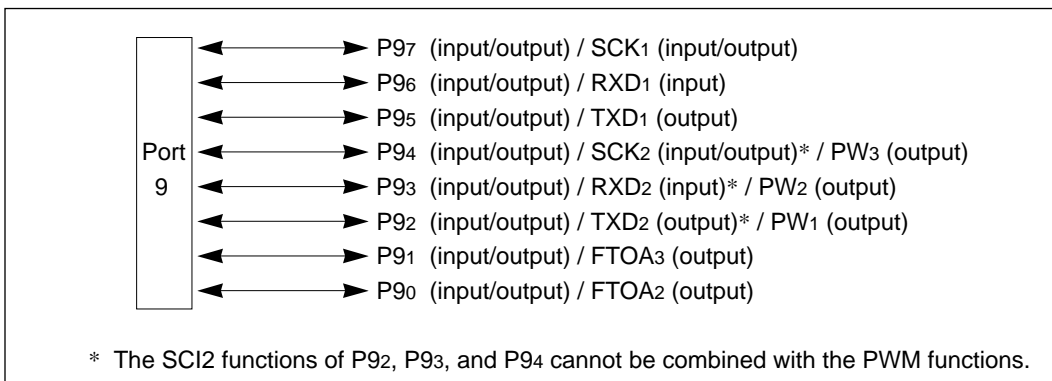 P97 (input/output) / SCK1 (input/output)
P96 (input/output) / RXD1 (input)
P95 (input/output) / TXD1 (output)
Port P94 (input/output) / SCK2 (input/output)* / PW3 (output)
9 P93 (input/output) / RXD2 (input)* / PW2 (output)
P92 (input/output) / TXD2 (output)* / PW1 (output)
P91 (input/output) / FTOA3 (output)
P90 (input/output) / FTOA2 (output)
* The SCI2 functions of P92, P93, and P94 cannot be combined with the PWM functions.